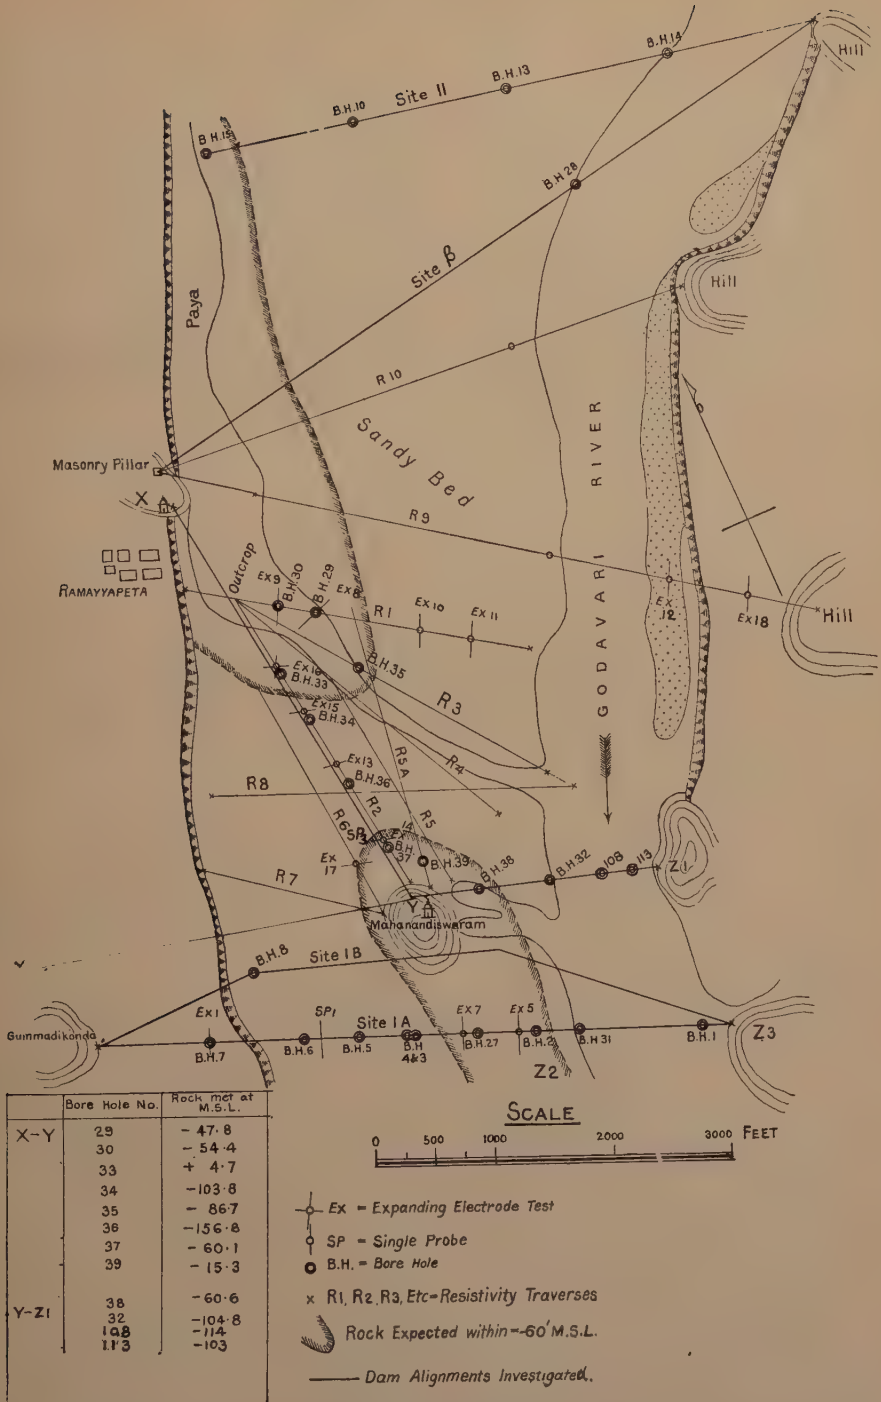 B.H.14
Hill
B.H.13
B.H.10
Site II
B.H.15
B.H.28
Site β
Hill
Paya
R 10
Sandy Bed
GODAVARI RIVER
Masonry Pillar
X
R9
Outcrop
RAMAYYAPETA
Ex9
B.H.30
B.H.29
Ex8
R1
Ex10
Ex11
Ex
12
Ex18
Hill
Ex16
B.H.33
B.H.35
R3
Ex15
B.H.34
R5A
R4
Ex13
B.H.36
R8
R2
R6
R5
14
Ex
B.H.
37
Ex
17
B.H.39
B.H.38
B.H.32
108
113
Z1
R7
Y
Mahanandiswaram
B.H.8
Site 1B
Ex1
SP1
Site 1A
Ex7
Ex5
Gummadikonda
B.H.7
B.H.6
B.H.5
B.H
4&3
B.H.27
B.H.2
B.H.31
B.H.1
Z3
Z2
Bore Hole No. Rock met at M.S.L.
X-Y 29 - 47.8
30 - 54.4
33 + 4.7
34 -103.8
35 - 86.7
36 -156.8
37 - 60.1
39 - 15.3
38 -60.6
Y-Z1 32 -104.8
108 -114
113 -103
SCALE
0 500 1000 2000 3000 FEET
Ex = Expanding Electrode Test
SP = Single Probe
B.H. = Bore Hole
x R1, R2, R3, Etc=Resistivity Traverses
Rock Expected within -60' M.S.L.
Dam Alignments Investigated.